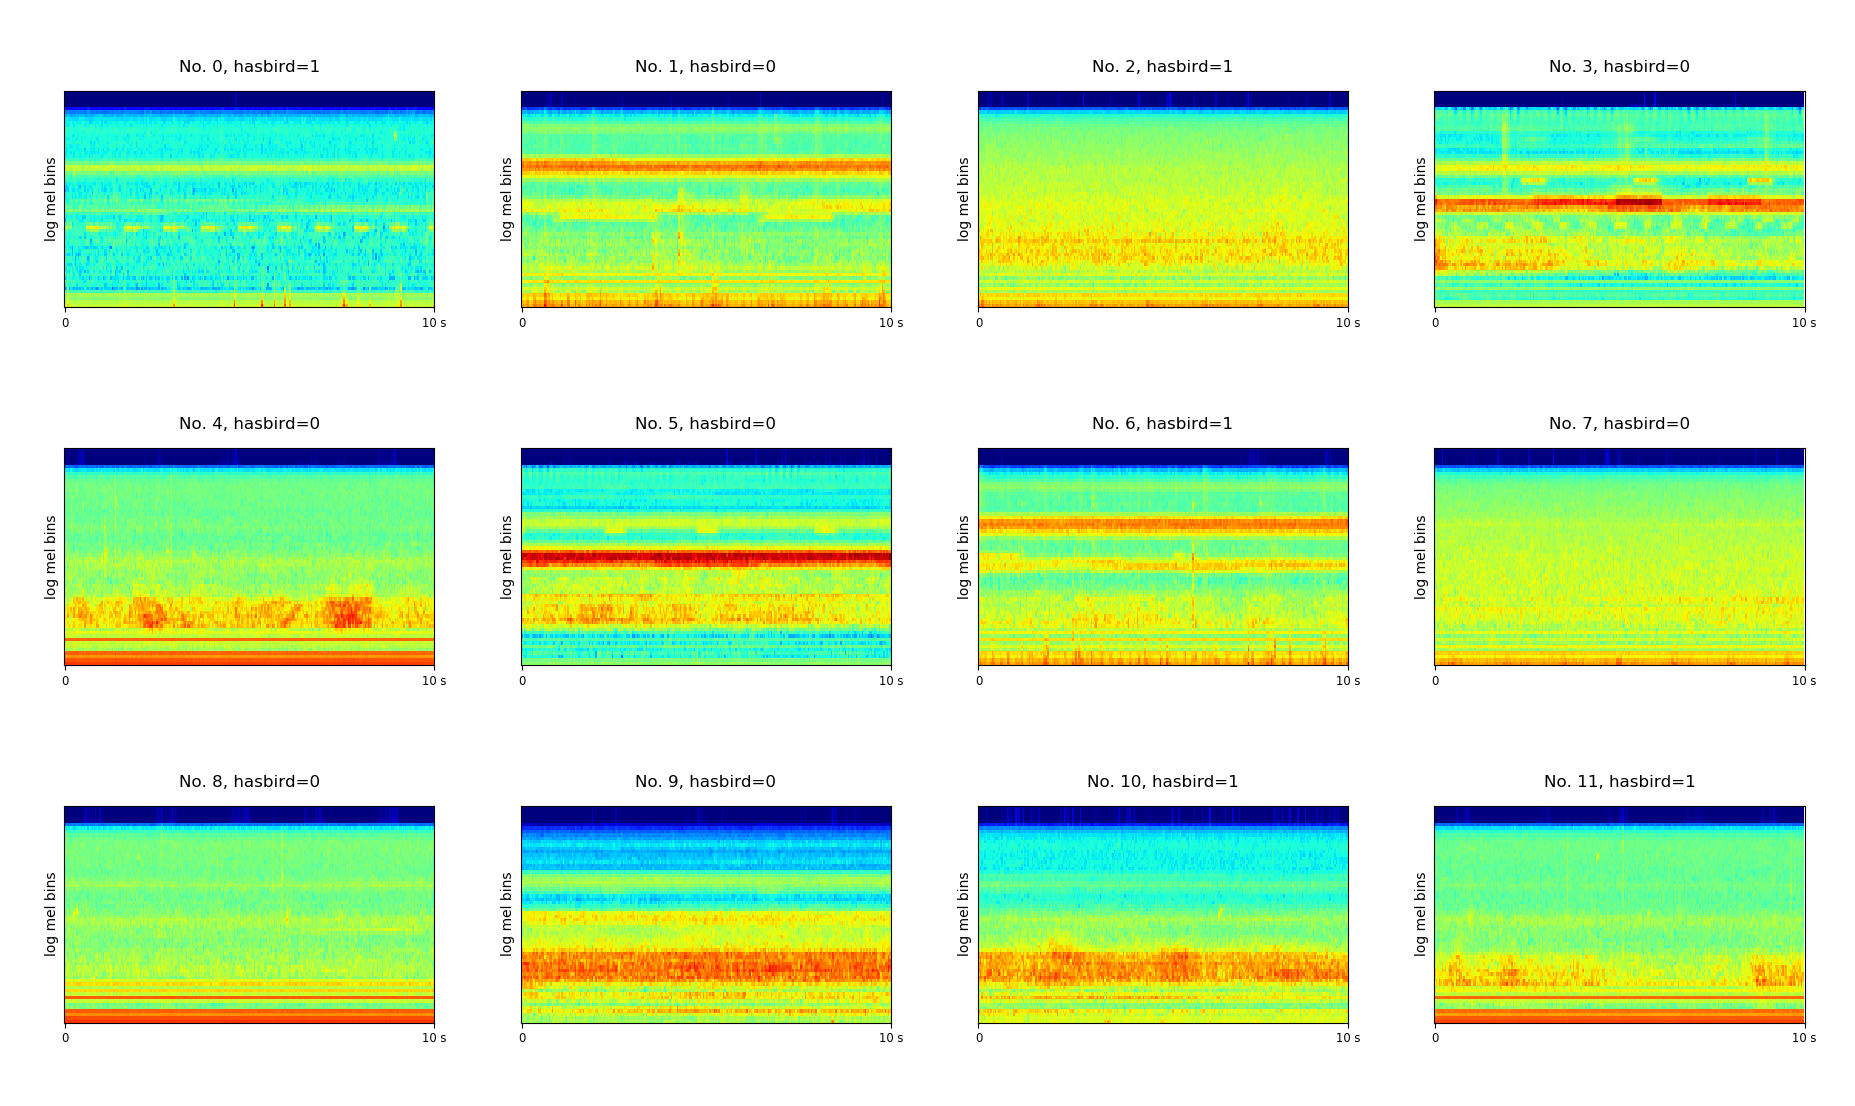 No. 0, hasbird=1
No. 1, hasbird=0
No. 2, hasbird=1
No. 3, hasbird=0
log mel bins
log mel bins
log mel bins
log mel bins
0
10 s
0
10 s
0
10 s
0
10 s
No. 4, hasbird=0
No. 5, hasbird=0
No. 6, hasbird=1
No. 7, hasbird=0
log mel bins
log mel bins
log mel bins
log mel bins
0
10 s
0
10 s
0
10 s
0
10 s
No. 8, hasbird=0
No. 9, hasbird=0
No. 10, hasbird=1
No. 11, hasbird=1
log mel bins
log mel bins
log mel bins
log mel bins
0
10 s
0
10 s
0
10 s
0
10 s